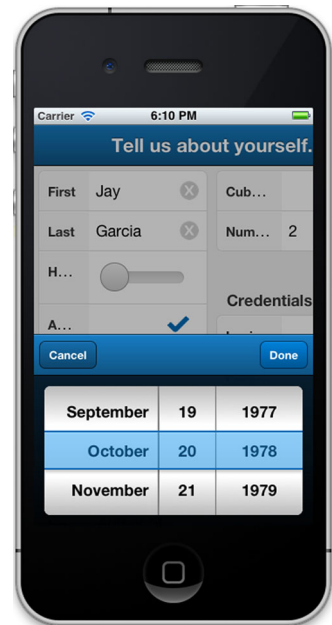 Carrier 6:10 PM
Tell us about yourself.
First Jay Cub...
Last Garcia Num... 2
H...
Credentials
A...
Cancel Done
September 19 1977
October 20 1978
November 21 1979